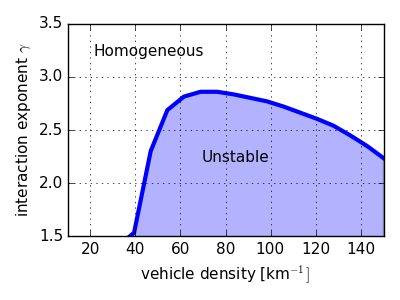 3.5
3.0
2.5
2.0
1.5
interaction exponent γ
Homogeneous
Unstable
20 40 60 80 100 120 140
vehicle density [km⁻¹]